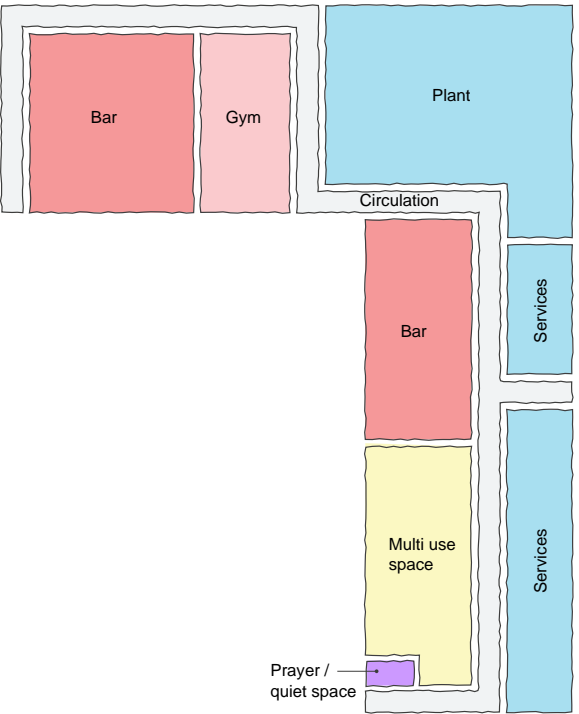 Plant
Bar
Gym
Circulation
Services
Bar
Multi use
space
Services
Prayer /
quiet space